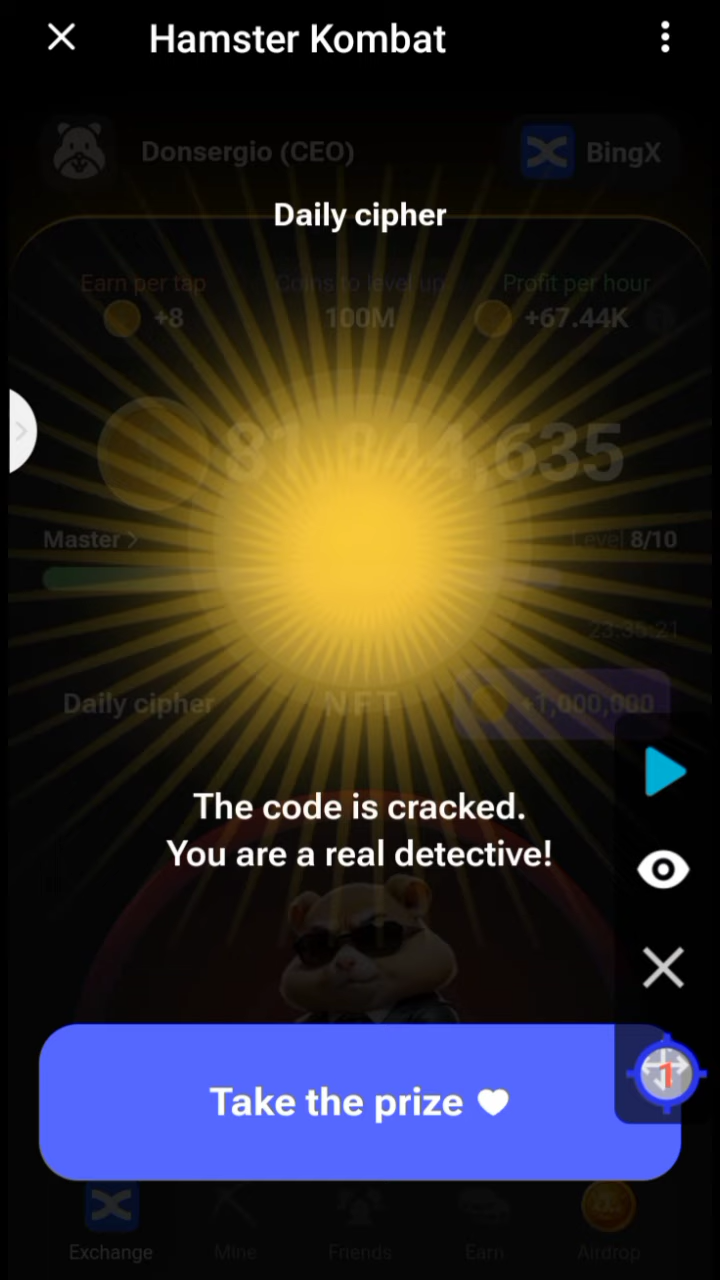 Hamster Kombat
Donsergio (CEO)
BingX
Daily cipher
Earn per tap
Coins to level up
Profit per hour
+8
100M
+67.44K
Master >
Level 8/10
23:35:21
Daily cipher
NFT
+1,000,000
The code is cracked.
You are a real detective!
1
Take the prize ♥
Exchange
Mine
Friends
Earn
Airdrop